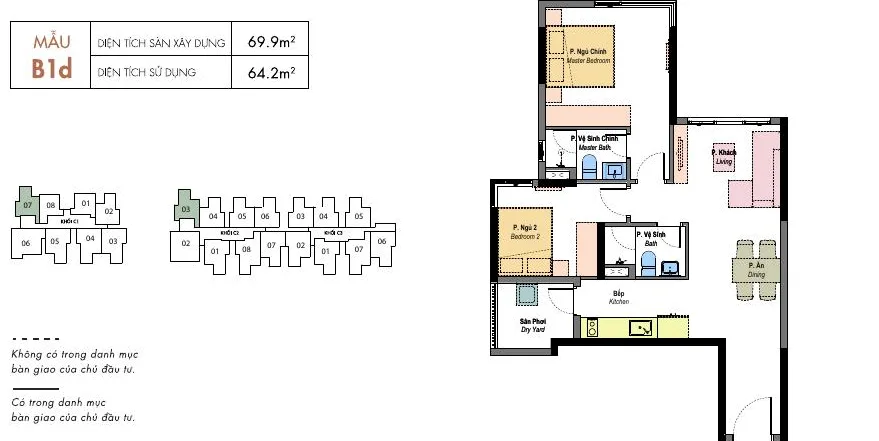 MẪU
B1d
DIỆN TÍCH SÀN XÂY DỰNG
69.9m²
DIỆN TÍCH SỬ DỤNG
64.2m²
07
08
01
02
KHỐI C1
06
05
04
03
03
04
05
06
03
04
05
KHỐI C2
KHỐI C3
02
01
06
07
02
01
07
06
Không có trong danh mục
bàn giao của chủ đầu tư.
Có trong danh mục
bàn giao của chủ đầu tư.
P. Ngủ Chính
Master Bedroom
P. Vệ Sinh Chính
Master Bath
P. Khách
Living
P. Ngủ 2
Bedroom 2
P. Vệ Sinh
Bath
P. Ăn
Dining
Bếp
Kitchen
Sân Phơi
Dry Yard